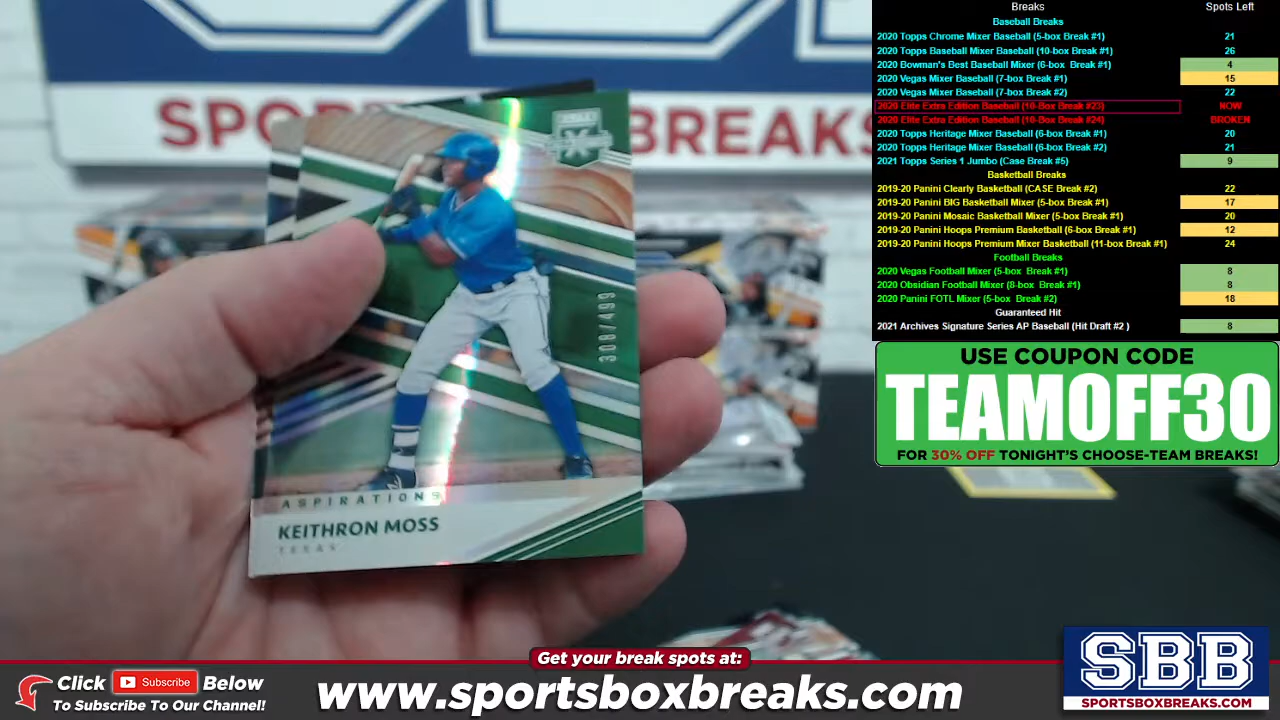 BREAKS
ASPIRATIONS
KEITHRON MOSS
TEXAS
308/499
Breaks Spots Left
Baseball Breaks
2020 Topps Chrome Mixer Baseball (5-box Break #1) 21
2020 Topps Baseball Mixer Baseball (10-box Break #1) 26
2020 Bowman's Best Baseball Mixer (6-box Break #1) 4
2020 Vegas Mixer Baseball (7-box Break #1) 15
2020 Vegas Mixer Baseball (7-box Break #2) 22
2020 Elite Extra Edition Baseball (10-Box Break #23) NOW
2020 Elite Extra Edition Baseball (10-Box Break #24) BROKEN
2020 Topps Heritage Mixer Baseball (6-box Break #1) 20
2020 Topps Heritage Mixer Baseball (6-box Break #2) 21
2021 Topps Series 1 Jumbo (Case Break #5) 9
Basketball Breaks
2019-20 Panini Clearly Basketball (CASE Break #2) 22
2019-20 Panini BIG Basketball Mixer (5-box Break #1) 17
2019-20 Panini Mosaic Basketball Mixer (5-box Break #1) 20
2019-20 Panini Hoops Premium Basketball (6-box Break #1) 12
2019-20 Panini Hoops Premium Mixer Basketball (11-box Break #1) 24
Football Breaks
2020 Vegas Football Mixer (5-box Break #1) 8
2020 Obsidian Football Mixer (8-box Break #1) 8
2020 Panini FOTL Mixer (5-box Break #2) 18
Guaranteed Hit
2021 Archives Signature Series AP Baseball (Hit Draft #2 ) 8
USE COUPON CODE
TEAMOFF30
FOR 30% OFF TONIGHT'S CHOOSE-TEAM BREAKS!
Get your break spots at:
Click Subscribe Below
To Subscribe To Our Channel!
www.sportsboxbreaks.com
SBB
SPORTSBOXBREAKS.COM